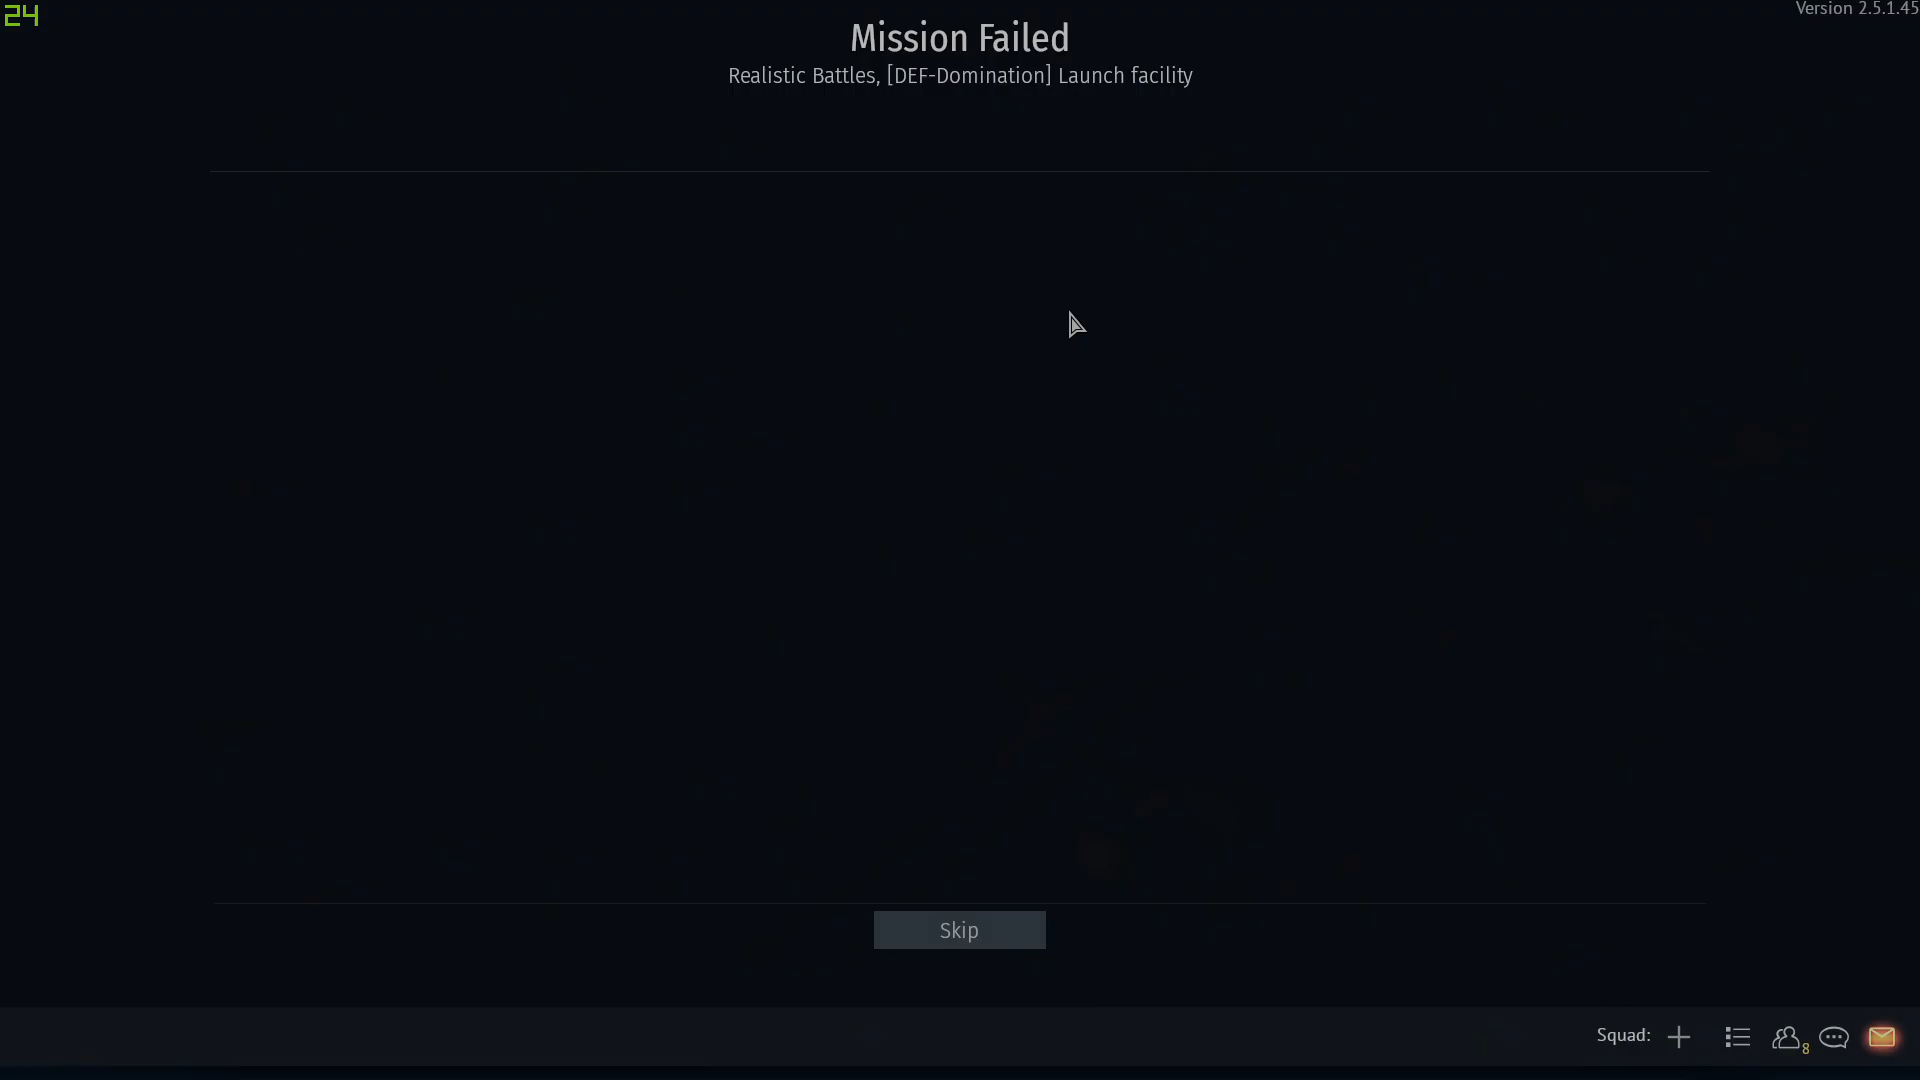 24
Version 2.5.1.45
Mission Failed
Realistic Battles, [DEF-Domination] Launch facility
Skip
Squad:
8